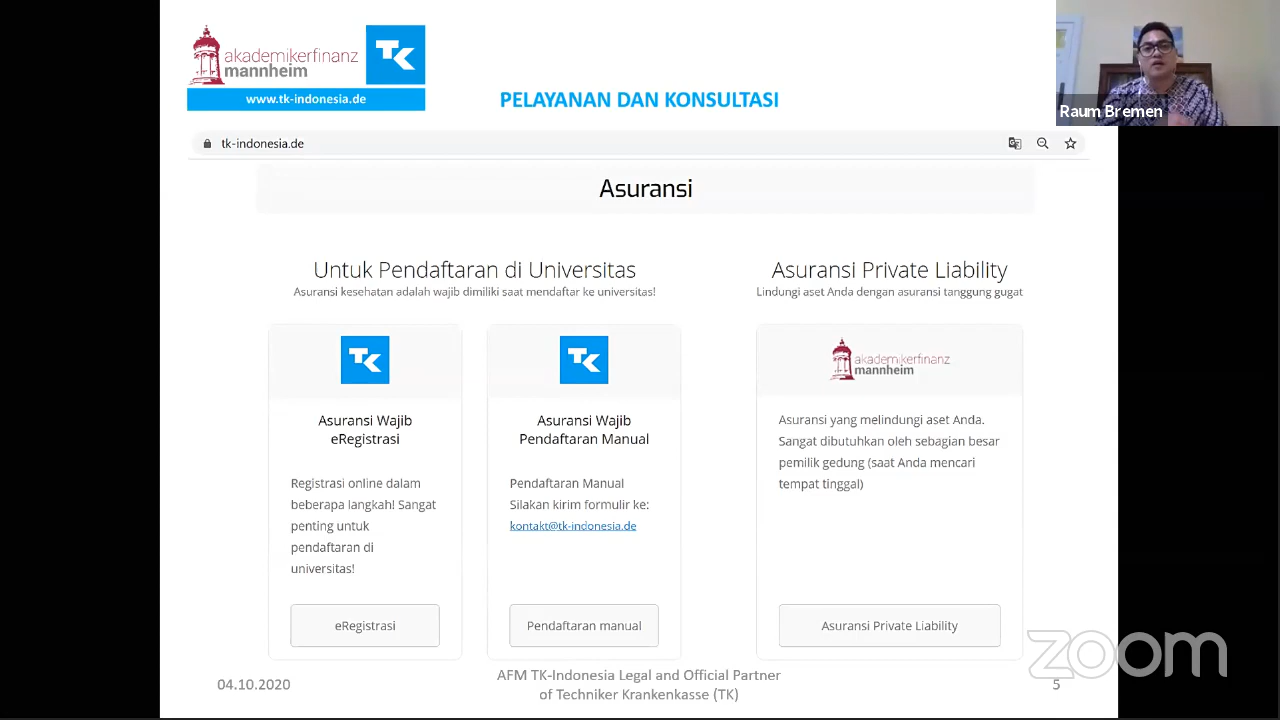 akademikerfinanz
mannheim
TK
www.tk-indonesia.de
PELAYANAN DAN KONSULTASI
Raum Bremen
tk-indonesia.de
Asuransi
Untuk Pendaftaran di Universitas
Asuransi kesehatan adalah wajib dimiliki saat mendaftar ke universitas!
Asuransi Private Liability
Lindungi aset Anda dengan asuransi tanggung gugat
TK
Asuransi Wajib
eRegistrasi
Registrasi online dalam
beberapa langkah! Sangat
penting untuk
pendaftaran di
universitas!
eRegistrasi
TK
Asuransi Wajib
Pendaftaran Manual
Pendaftaran Manual
Silakan kirim formulir ke:
kontakt@tk-indonesia.de
Pendaftaran manual
akademikerfinanz
mannheim
Asuransi yang melindungi aset Anda.
Sangat dibutuhkan oleh sebagian besar
pemilik gedung (saat Anda mencari
tempat tinggal)
Asuransi Private Liability
zoom
04.10.2020
AFM TK-Indonesia Legal and Official Partner
of Techniker Krankenkasse (TK)
5